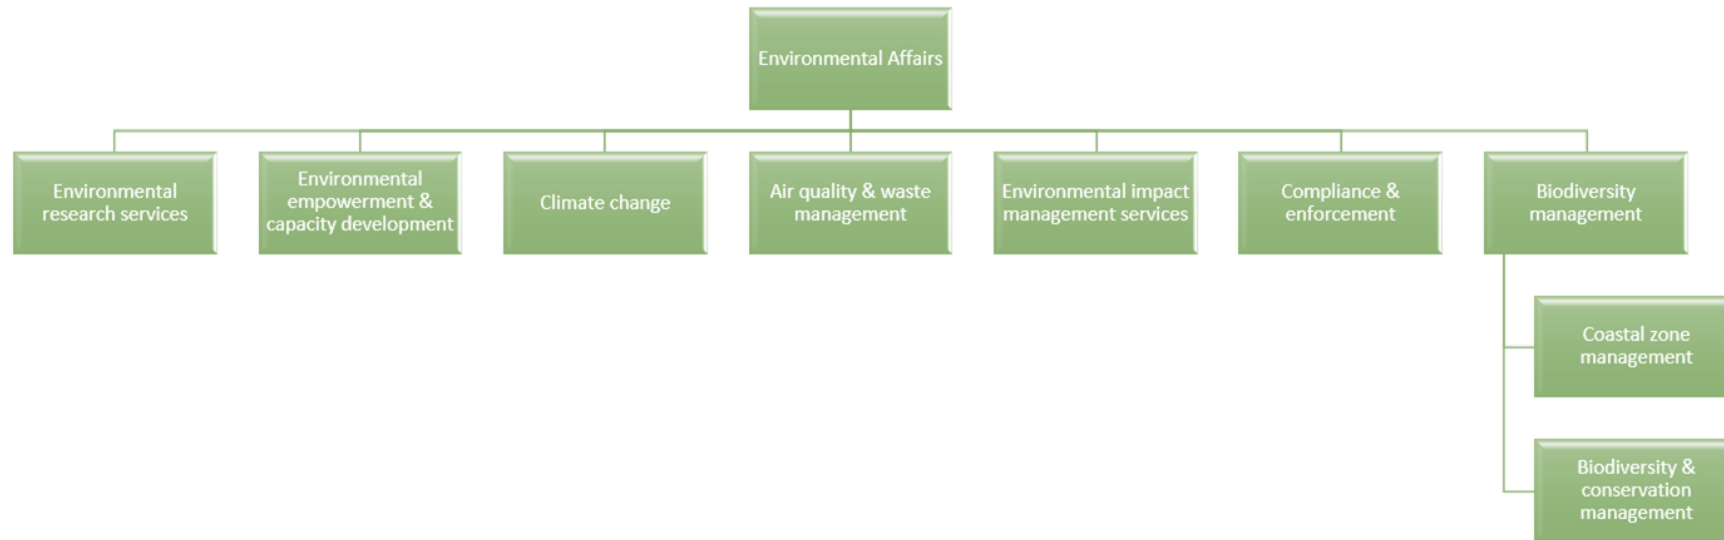 Environmental Affairs
Environmental
research services
Environmental
empowerment &
capacity development
Climate change
Air quality & waste
management
Environmental impact
management services
Compliance &
enforcement
Biodiversity
management
Coastal zone
management
Biodiversity &
conservation
management